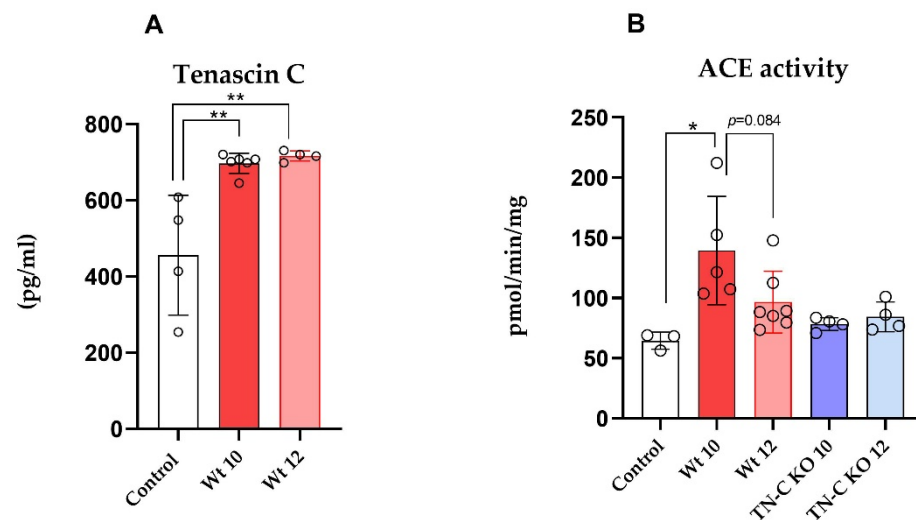 A
Tenascin C
**
**
800
600
400
200
0
(pg/ml)
Control
Wt 10
Wt 12
B
ACE activity
*
p=0.084
250
200
150
100
50
0
pmol/min/mg
Control
Wt 10
Wt 12
TN-C KO 10
TN-C KO 12